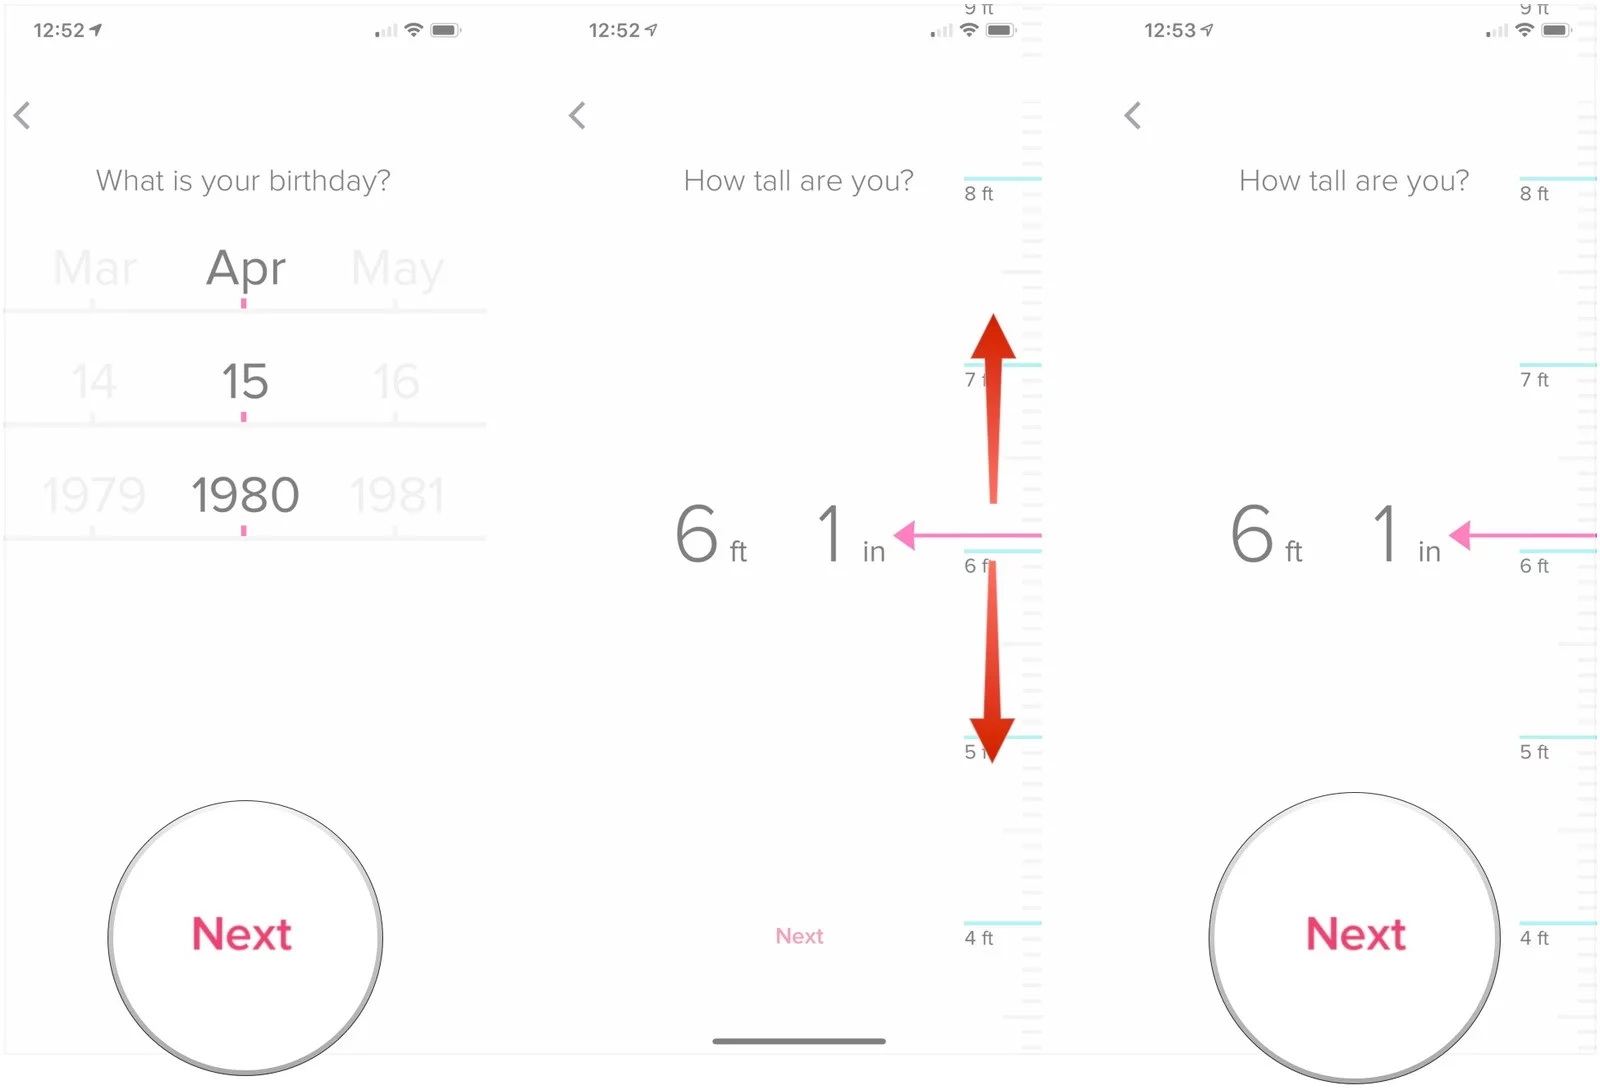 12:52
What is your birthday?
Mar Apr May
14 15 16
1979 1980 1981
Next
12:52
9 ft
How tall are you?
8 ft
7 f
6 ft 1 in
6 f
5 f
Next
4 ft
12:53
9 ft
How tall are you?
8 ft
7 ft
6 ft 1 in
6 ft
5 ft
Next
4 ft